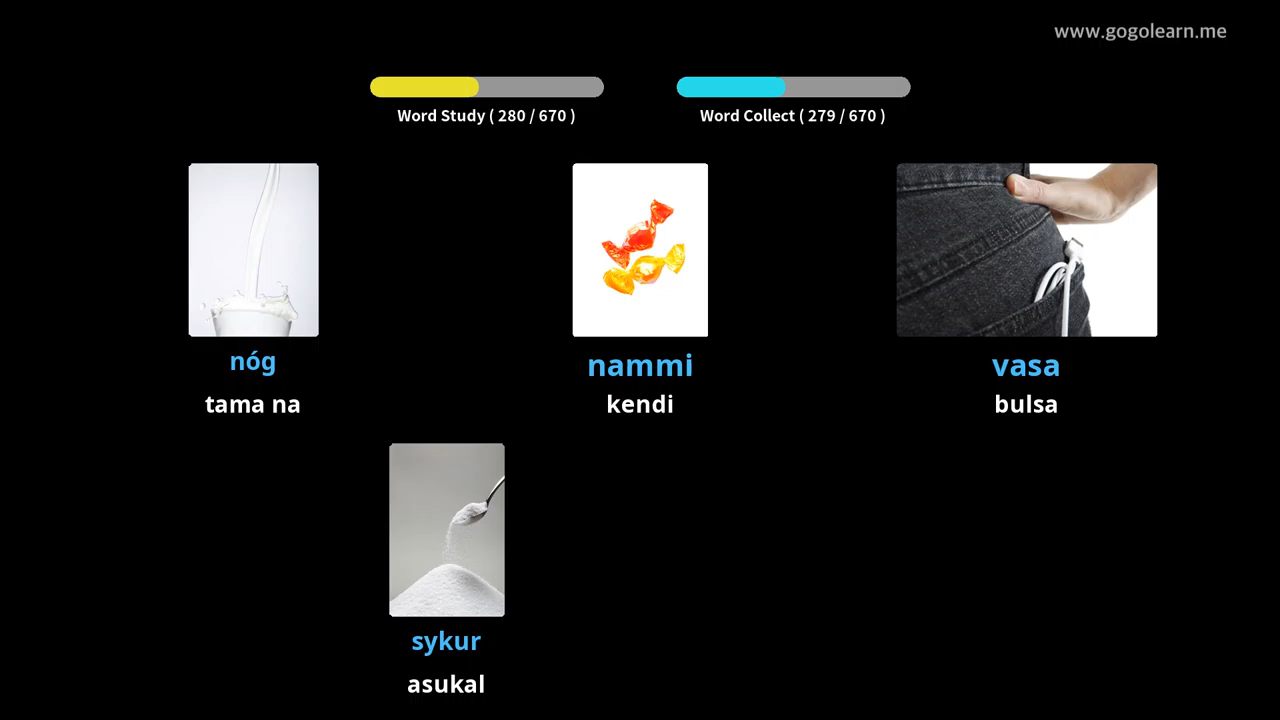 www.gogolearn.me
Word Study ( 280 / 670 )
Word Collect ( 279 / 670 )
nóg
tama na
nammi
kendi
vasa
bulsa
sykur
asukal